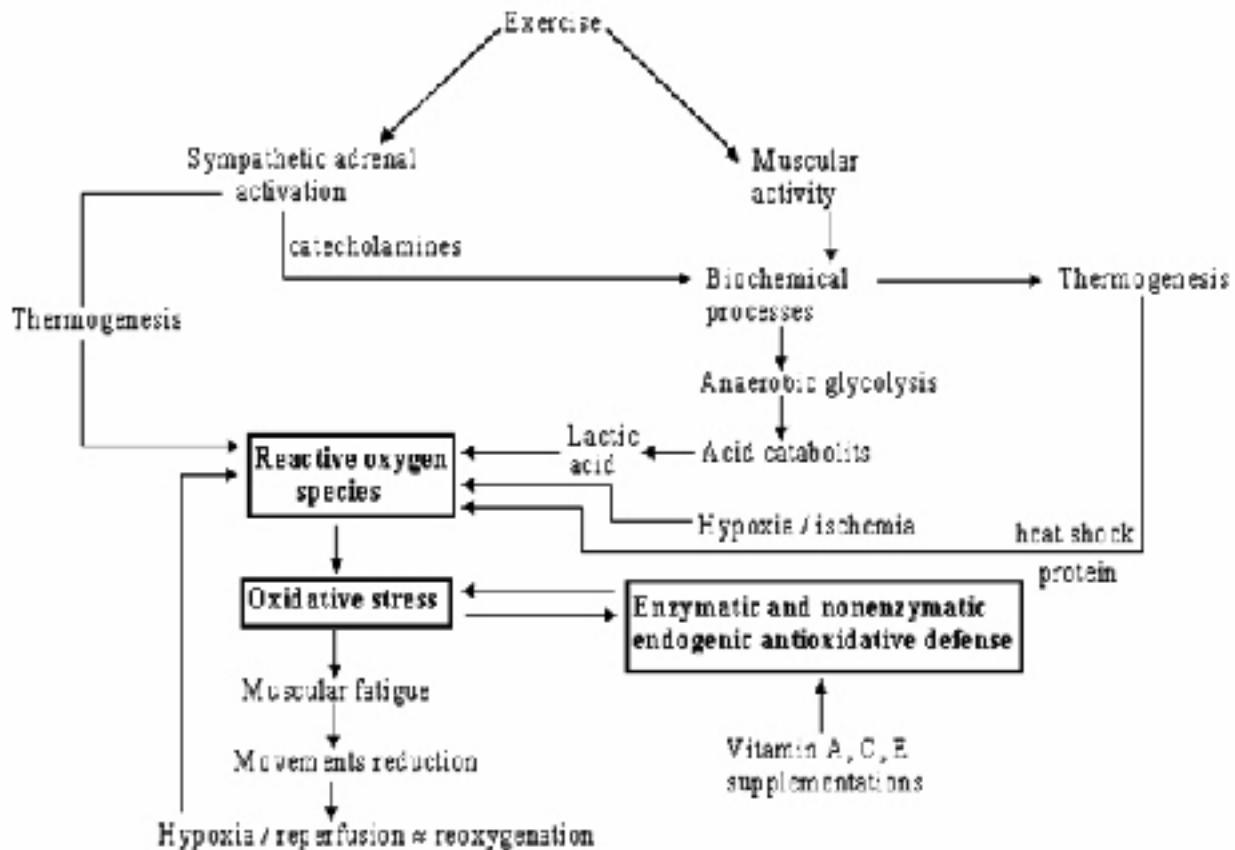 Exercise
Sympathetic adrenal
activation
Muscular
activity
catecholamines
Biochemical
processes
Thermogenesis
Thermogenesis
Anaerobic glycolysis
Lactic
acid
Acid catabolits
Reactive oxygen
species
Hypoxia / ischemia
heat shock
protein
Oxidative stress
Enzymatic and nonenzymatic
endogenic antioxidative defense
Muscular fatigue
Movements reduction
Vitamin A, C, E
supplementations
Hypoxia / reperfusion ≈ reoxygenation